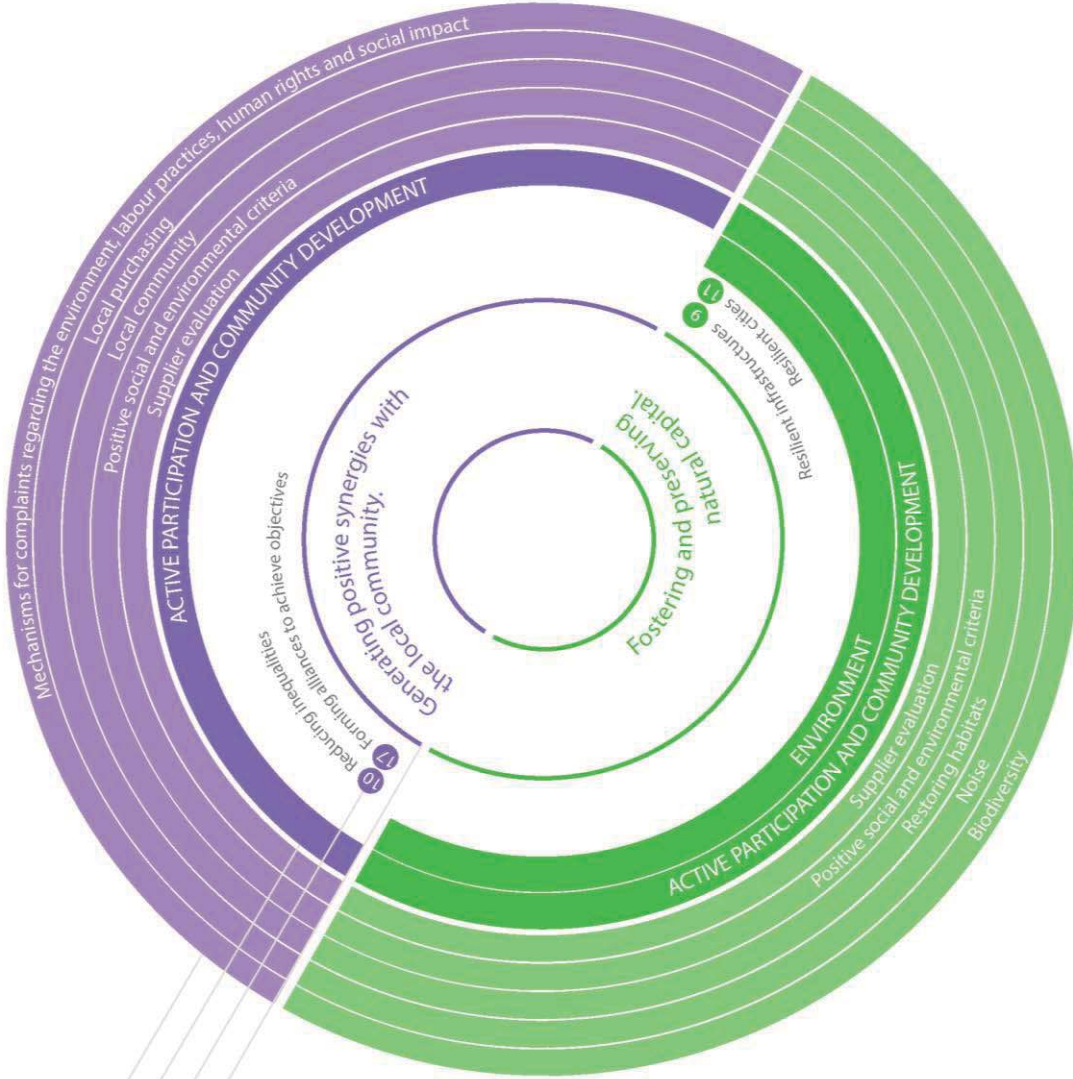 Mechanisms for complaints regarding the environment, labour practices, human rights and social impact
Local purchasing
Local community
Positive social and environmental criteria
Supplier evaluation
ACTIVE PARTICIPATION AND COMMUNITY DEVELOPMENT
10 Reducing inequalities
17 Forming alliances to achieve objectives
Generating positive synergies with
the local community.
Fostering and preserving
natural capital.
9 Resilient infrastructures
11 Resilient cities
ENVIRONMENT
ACTIVE PARTICIPATION AND COMMUNITY DEVELOPMENT
Supplier evaluation
Positive social and environmental criteria
Restoring habitats
Noise
Biodiversity